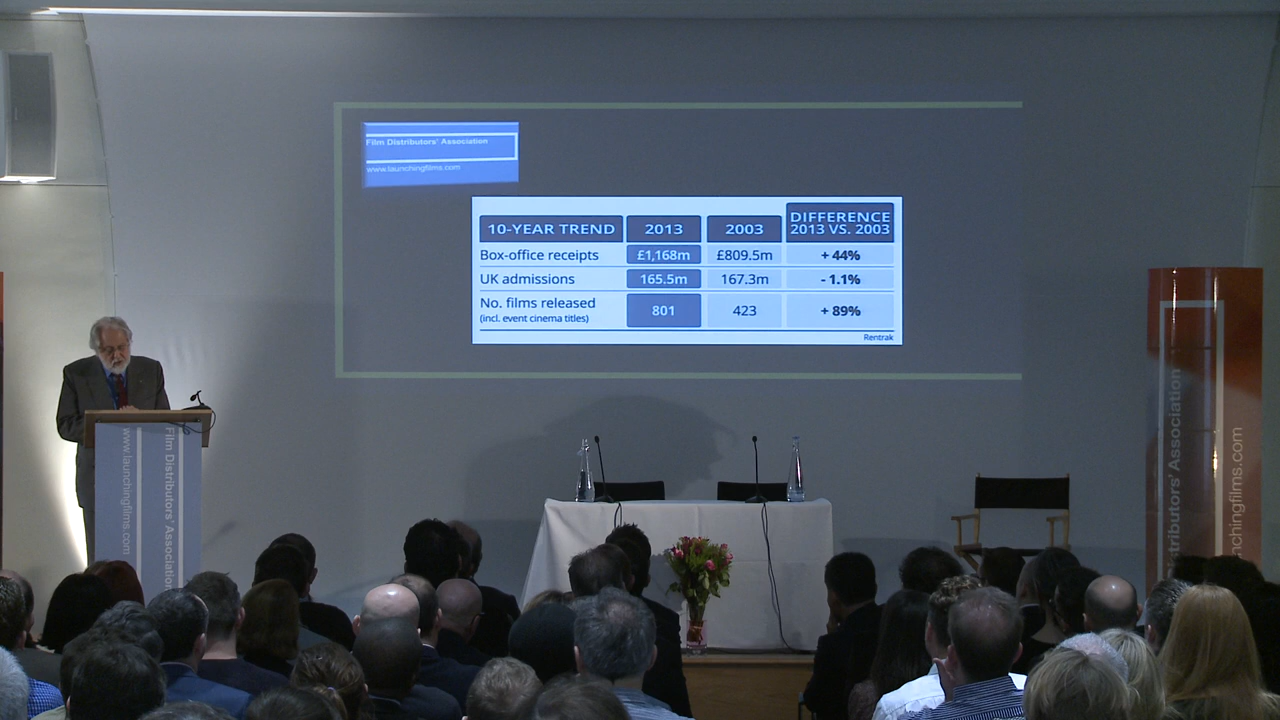 Film Distributors' Association
www.launchingfilms.com
10-YEAR TREND 2013 2003 DIFFERENCE 2013 VS. 2003
Box-office receipts £1,168m £809.5m + 44%
UK admissions 165.5m 167.3m - 1.1%
No. films released 801 423 + 89%
(incl. event cinema titles)
Rentrak
www.launchingfilms.com
Film Distributors' Association
tributors' Association
nchingfilms.com